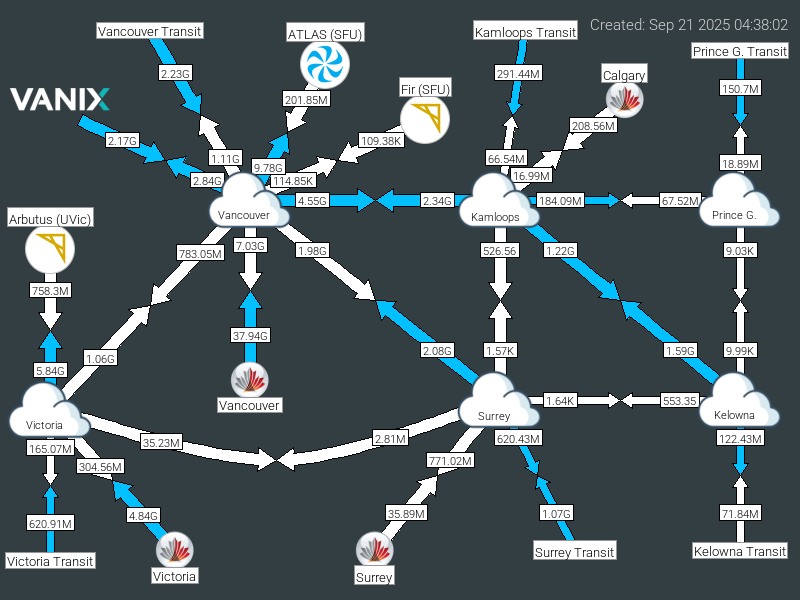 Created: Sep 21 2025 04:38:02
Vancouver Transit
ATLAS (SFU)
Kamloops Transit
Prince G. Transit
2.23G
291.44M
Calgary
150.7M
Fir (SFU)
VANIX
201.85M
208.56M
2.17G
109.38K
1.11G
66.54M
18.89M
9.78G
16.99M
2.84G
114.85K
4.55G
2.34G
184.09M
67.52M
Arbutus (UVic)
Vancouver
Kamloops
Prince G.
783.05M
7.03G
1.98G
526.56
1.22G
9.03K
758.3M
37.94G
1.06G
2.08G
1.57K
1.59G
9.99K
5.84G
Vancouver
1.64K
553.35
Victoria
Surrey
Kelowna
165.07M
35.23M
2.81M
620.43M
122.43M
304.56M
771.02M
620.91M
4.84G
35.89M
1.07G
71.84M
Victoria Transit
Victoria
Surrey
Surrey Transit
Kelowna Transit